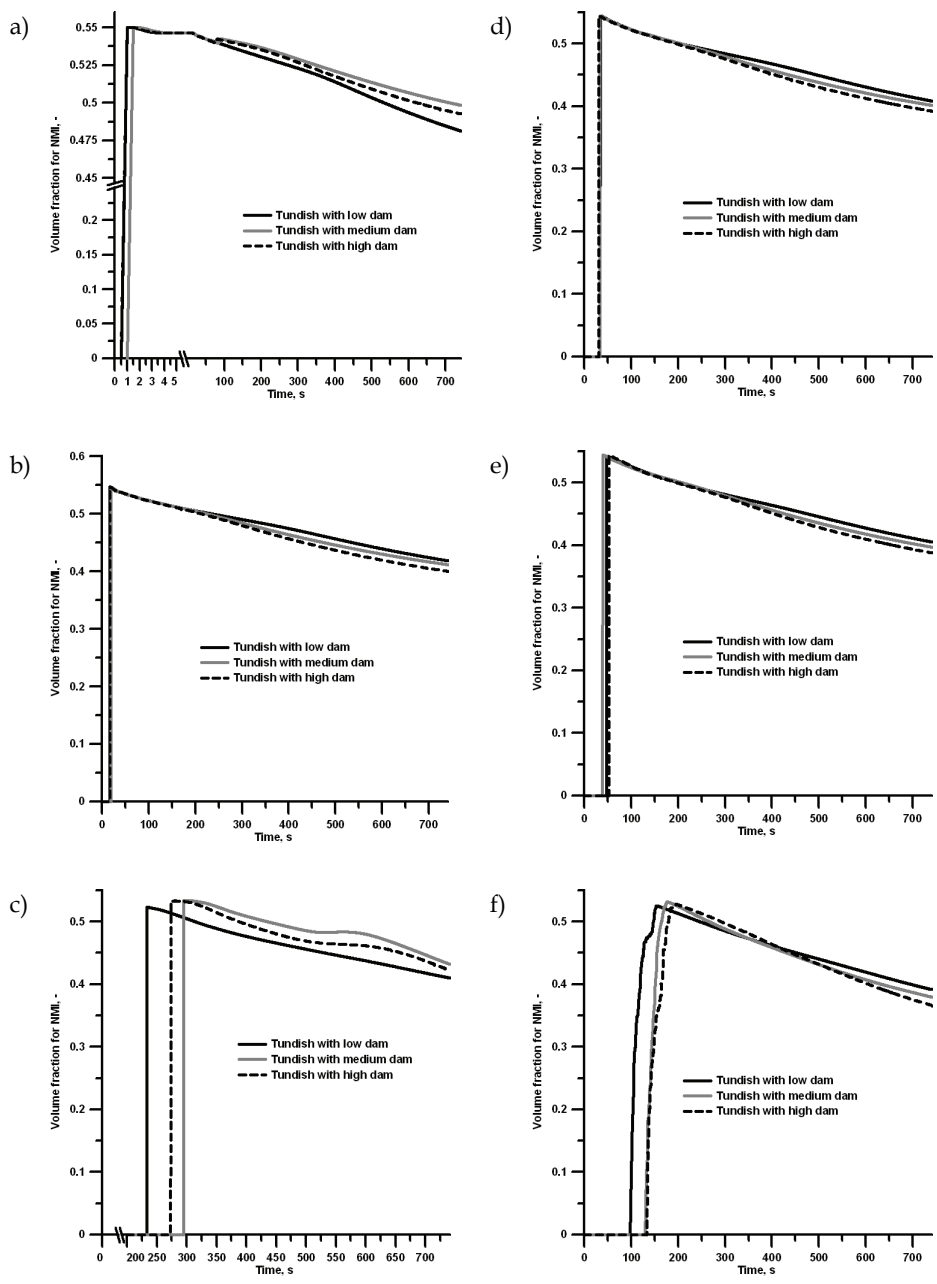 a)
Volume fraction for NMI, -
0.55
0.525
0.5
0.475
0.45
0.2
0.15
0.1
0.05
0
Tundish with low dam
Tundish with medium dam
Tundish with high dam
0 1 2 3 4 5 100 200 300 400 500 600 700
Time, s
d)
Volume fraction for NMI, -
0.5
0.4
0.3
0.2
0.1
0
Tundish with low dam
Tundish with medium dam
Tundish with high dam
0 100 200 300 400 500 600 700
Time, s
b)
Volume fraction for NMI, -
0.6
0.5
0.4
0.3
0.2
0.1
0
Tundish with low dam
Tundish with medium dam
Tundish with high dam
0 100 200 300 400 500 600 700
Time, s
e)
Volume fraction for NMI, -
0.5
0.4
0.3
0.2
0.1
0
Tundish with low dam
Tundish with medium dam
Tundish with high dam
0 100 200 300 400 500 600 700
Time, s
c)
Volume fraction for NMI, -
0.5
0.4
0.3
0.2
0.1
0
Tundish with low dam
Tundish with medium dam
Tundish with high dam
0 200 250 300 350 400 450 500 550 600 650 700
Time, s
f)
Volume fraction for NMI, -
0.5
0.4
0.3
0.2
0.1
0
Tundish with low dam
Tundish with medium dam
Tundish with high dam
0 100 200 300 400 500 600 700
Time, s